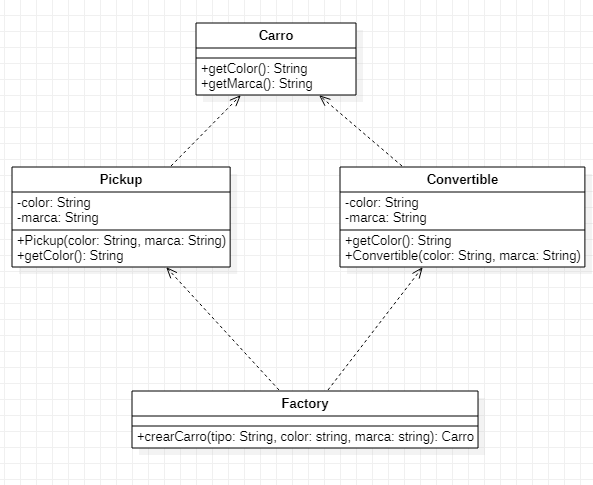 Carro
+getColor(): String
+getMarca(): String
Pickup
-color: String
-marca: String
+Pickup(color: String, marca: String)
+getColor(): String
Convertible
-color: String
-marca: String
+getColor(): String
+Convertible(color: String, marca: String)
Factory
+crearCarro(tipo: String, color: string, marca: string): Carro